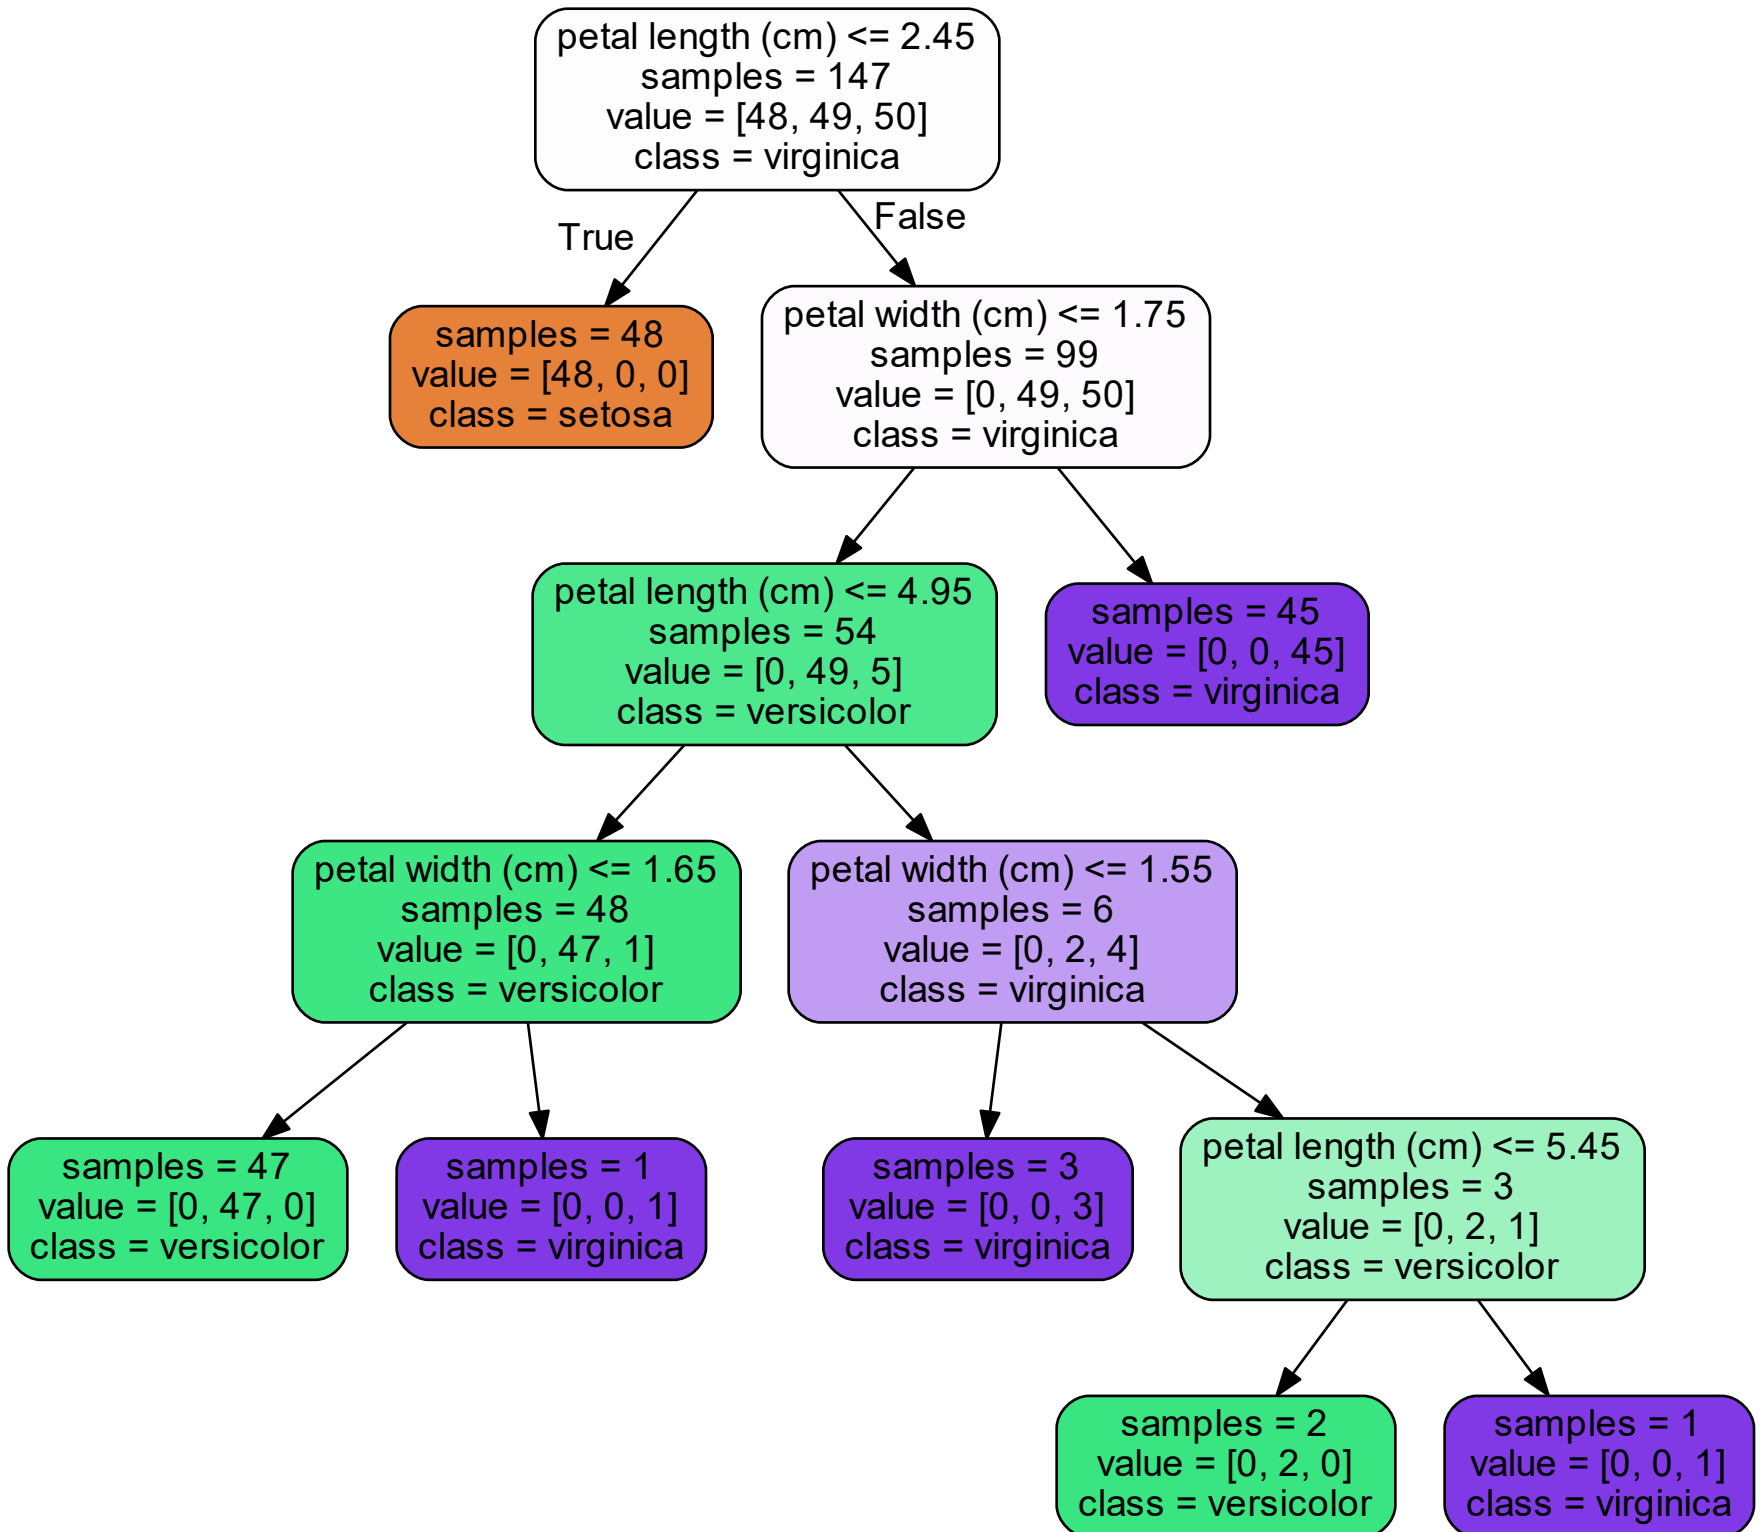 petal length (cm) <= 2.45
samples = 147
value = [48, 49, 50]
class = virginica
True
False
samples = 48
value = [48, 0, 0]
class = setosa
petal width (cm) <= 1.75
samples = 99
value = [0, 49, 50]
class = virginica
petal length (cm) <= 4.95
samples = 54
value = [0, 49, 5]
class = versicolor
samples = 45
value = [0, 0, 45]
class = virginica
petal width (cm) <= 1.65
samples = 48
value = [0, 47, 1]
class = versicolor
petal width (cm) <= 1.55
samples = 6
value = [0, 2, 4]
class = virginica
samples = 47
value = [0, 47, 0]
class = versicolor
samples = 1
value = [0, 0, 1]
class = virginica
samples = 3
value = [0, 0, 3]
class = virginica
petal length (cm) <= 5.45
samples = 3
value = [0, 2, 1]
class = versicolor
samples = 2
value = [0, 2, 0]
class = versicolor
samples = 1
value = [0, 0, 1]
class = virginica